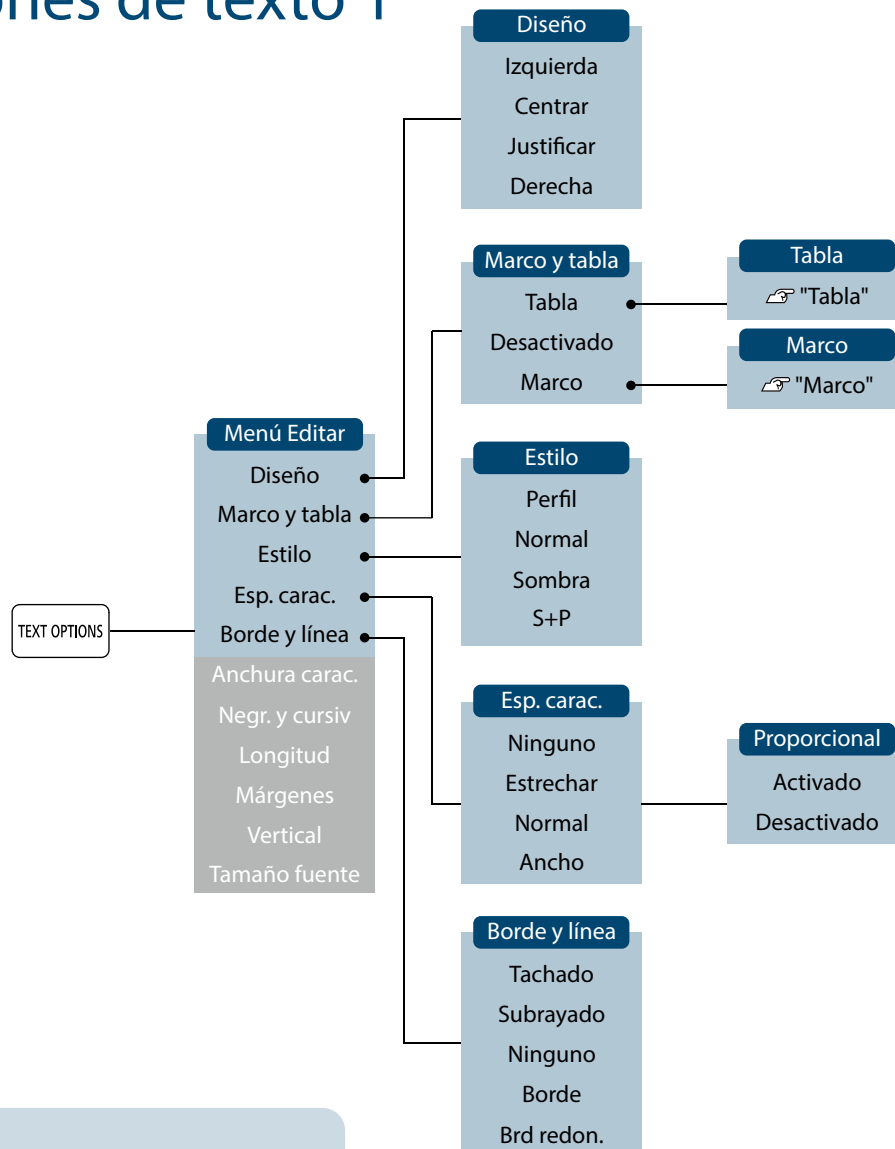 de texto 1
TEXT OPTIONS
Menú Editar
Diseño
Marco y tabla
Estilo
Esp. carac.
Borde y línea
Anchura carac.
Negr. y cursiv
Longitud
Márgenes
Vertical
Tamaño fuente
Diseño
Izquierda
Centrar
Justificar
Derecha
Marco y tabla
Tabla
Desactivado
Marco
Tabla
"Tabla"
Marco
"Marco"
Estilo
Perfil
Normal
Sombra
S+P
Esp. carac.
Ninguno
Estrechar
Normal
Ancho
Proporcional
Activado
Desactivado
Borde y línea
Tachado
Subrayado
Ninguno
Borde
Brd redon.